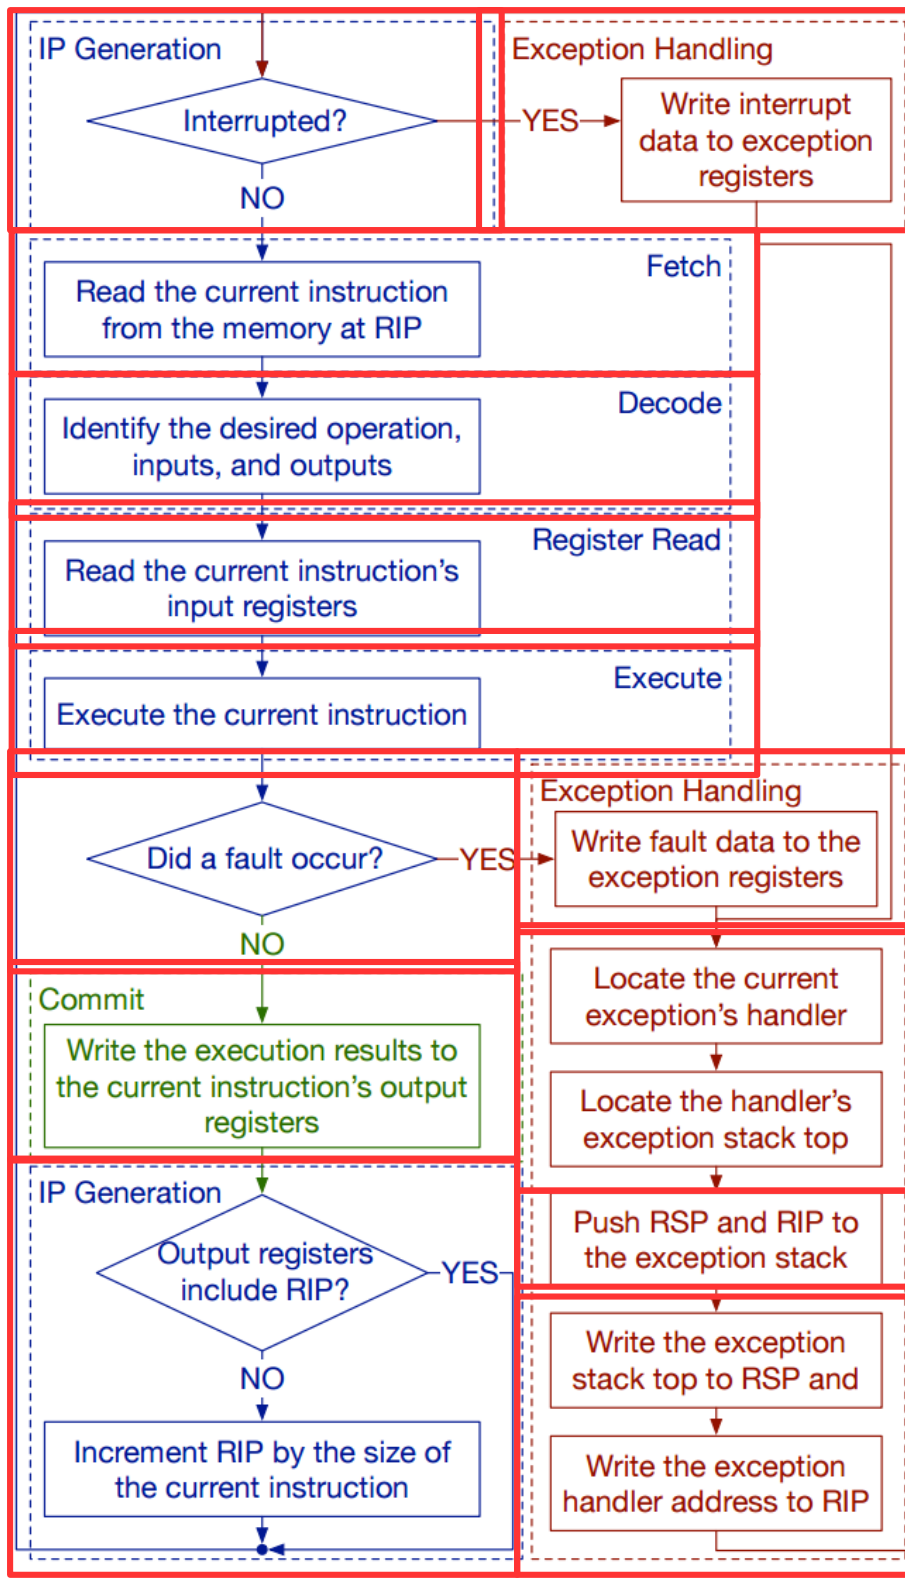 IP Generation
Interrupted?
YES
NO
Exception Handling
Write interrupt
data to exception
registers
Fetch
Read the current instruction
from the memory at RIP
Decode
Identify the desired operation,
inputs, and outputs
Register Read
Read the current instruction's
input registers
Execute
Execute the current instruction
Did a fault occur?
YES
NO
Exception Handling
Write fault data to the
exception registers
Locate the current
exception's handler
Locate the handler's
exception stack top
Push RSP and RIP to
the exception stack
Write the exception
stack top to RSP and
Write the exception
handler address to RIP
Commit
Write the execution results to
the current instruction's output
registers
IP Generation
Output registers
include RIP?
YES
NO
Increment RIP by the size of
the current instruction